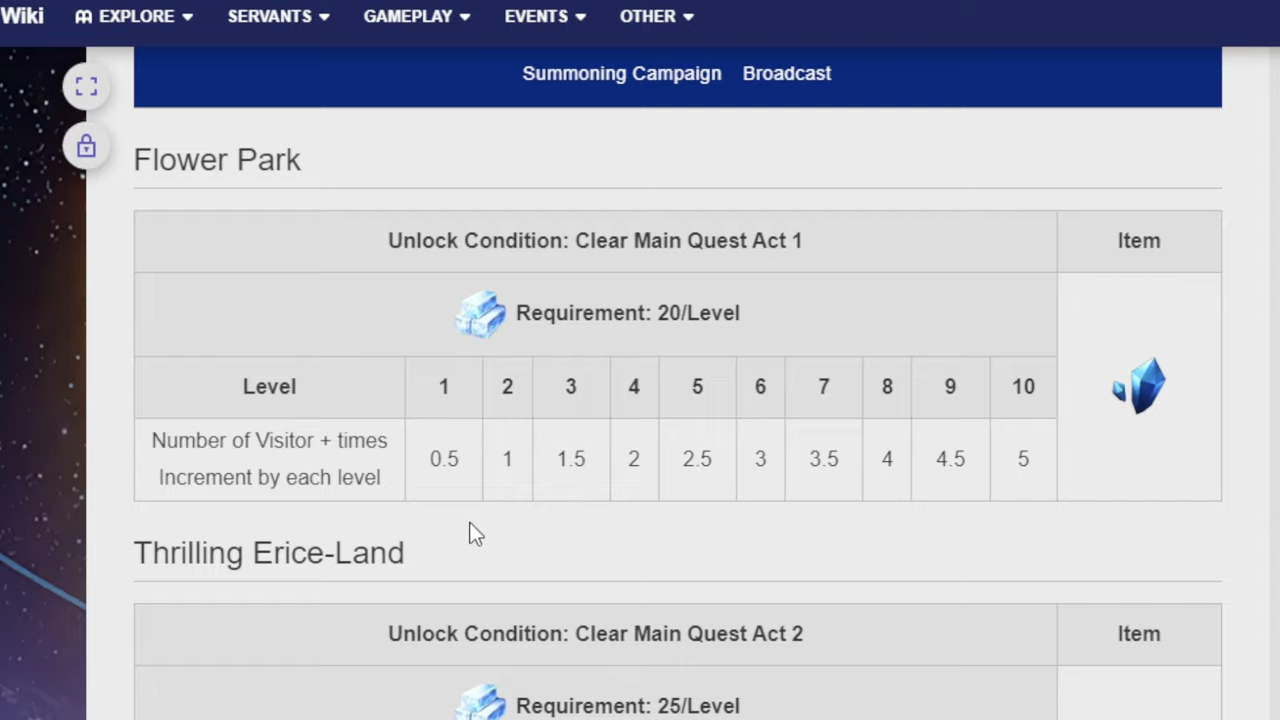 Wiki EXPLORE SERVANTS GAMEPLAY EVENTS OTHER
Summoning Campaign Broadcast
Flower Park
Unlock Condition: Clear Main Quest Act 1 Item
Requirement: 20/Level
Level 1 2 3 4 5 6 7 8 9 10
Number of Visitor + times
Increment by each level
0.5 1 1.5 2 2.5 3 3.5 4 4.5 5
Thrilling Erice-Land
Unlock Condition: Clear Main Quest Act 2 Item
Requirement: 25/Level